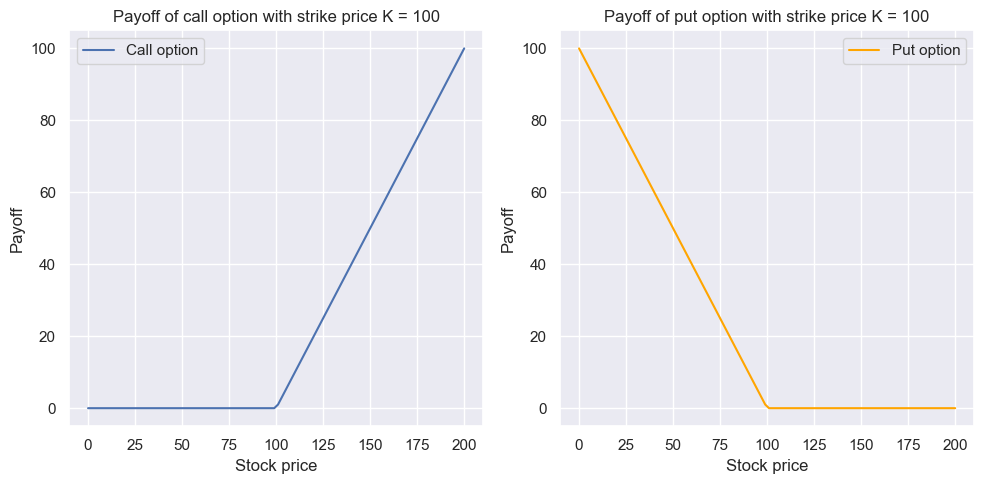 Payoff of call option with strike price K = 100
Call option
100
80
60
40
20
0
Payoff
0 25 50 75 100 125 150 175 200
Stock price
Payoff of put option with strike price K = 100
Put option
100
80
60
40
20
0
Payoff
0 25 50 75 100 125 150 175 200
Stock price